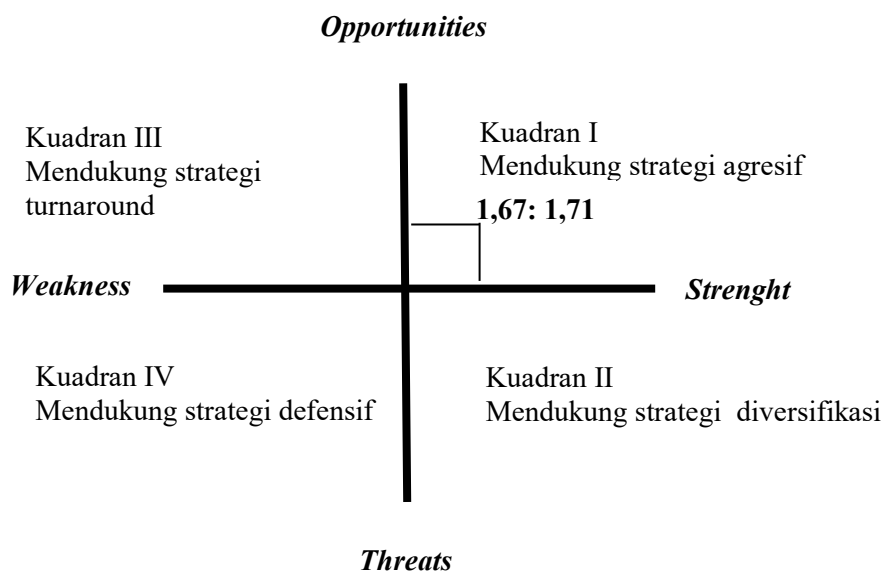 Opportunities
Kuadran III
Mendukung strategi
turnaround
Kuadran I
Mendukung strategi agresif
1,67: 1,71
Weakness
Strenght
Kuadran IV
Mendukung strategi defensif
Kuadran II
Mendukung strategi diversifikasi
Threats